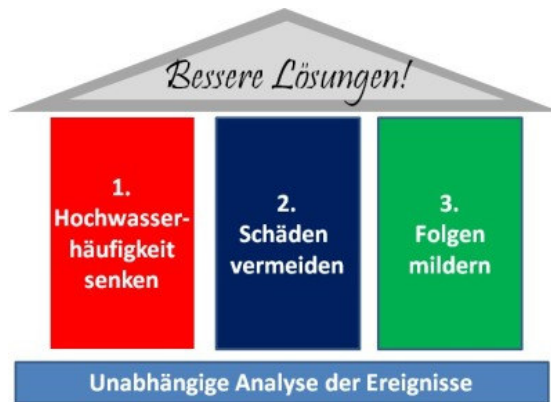 Bessere Lösungen!
1.
Hochwasser-
häufigkeit
senken
2.
Schäden
vermeiden
3.
Folgen
mildern
Unabhängige Analyse der Ereignisse